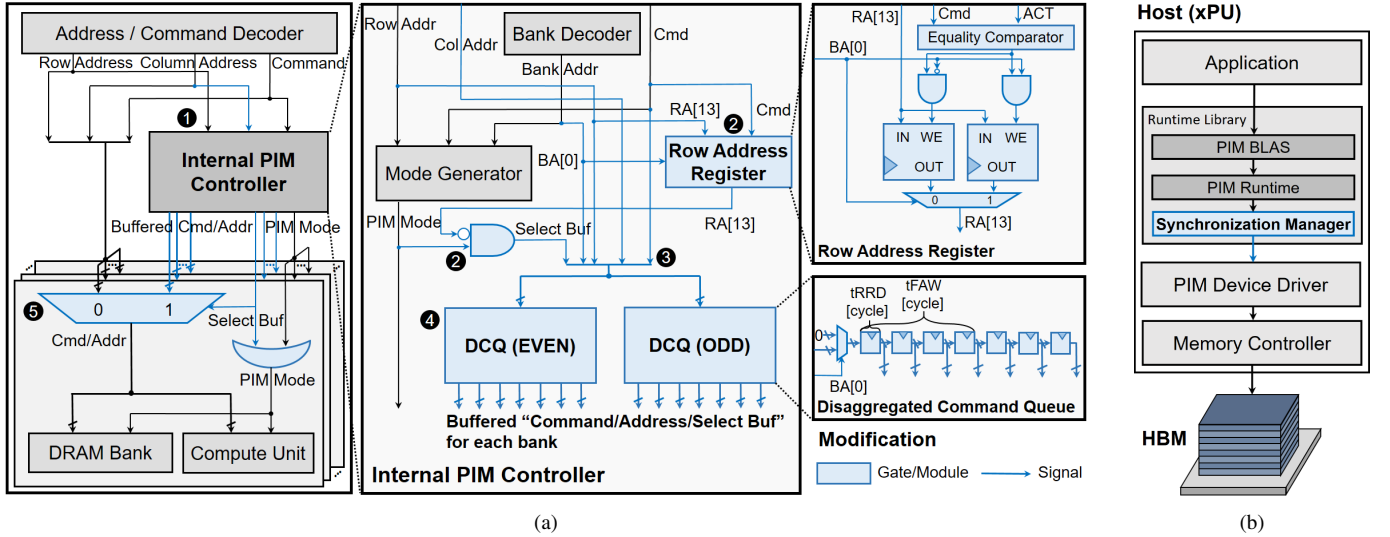 Address / Command Decoder
Row Address
Column Address
Command
1
Internal PIM
Controller
Buffered Cmd/Addr
PIM Mode
5
0
1
Select Buf
Cmd/Addr
PIM Mode
DRAM Bank
Compute Unit
Row Addr
Col Addr
Bank Decoder
Cmd
Bank Addr
RA[13]
2
Cmd
Mode Generator
BA[0]
Row Address
Register
PIM Mode
RA[13]
Select Buf
2
3
4
DCQ (EVEN)
DCQ (ODD)
Buffered “Command/Address/Select Buf”
for each bank
Internal PIM Controller
RA[13]
Cmd
ACT
Equality Comparator
BA[0]
IN WE
OUT
IN WE
OUT
0
1
RA[13]
Row Address Register
tRRD
[cycle]
tFAW
[cycle]
0
BA[0]
Disaggregated Command Queue
Modification
Gate/Module
Signal
(a)
Host (xPU)
Application
Runtime Library
PIM BLAS
PIM Runtime
Synchronization Manager
PIM Device Driver
Memory Controller
HBM
(b)